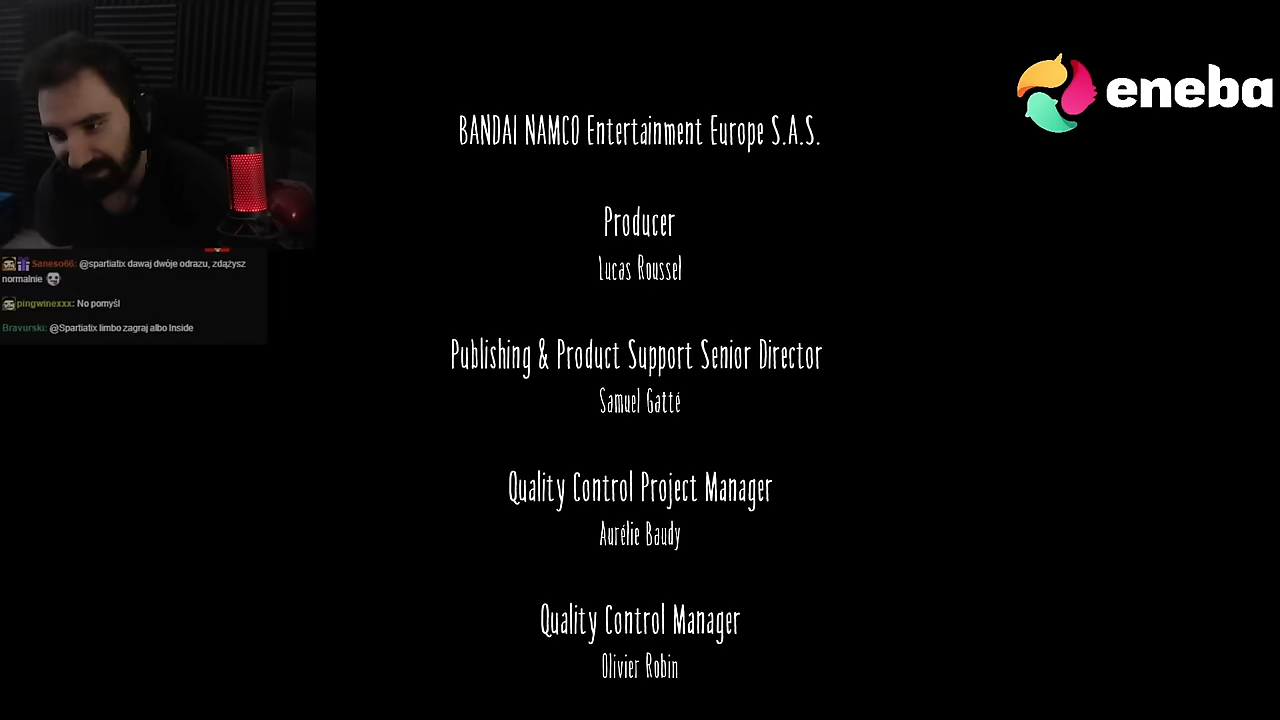 eneba
BANDAI NAMCO Entertainment Europe S.A.S.
Producer
Lucas Roussel
Publishing & Product Support Senior Director
Samuel Gatté
Quality Control Project Manager
Aurélie Baudy
Quality Control Manager
Olivier Robin
Saneso66: @spartiatix dawaj dwóje odrazu, zdążysz
normalnie
pingwinexxx: No pomyśl
Bravurski: @Spartiatix limbo zagraj albo Inside